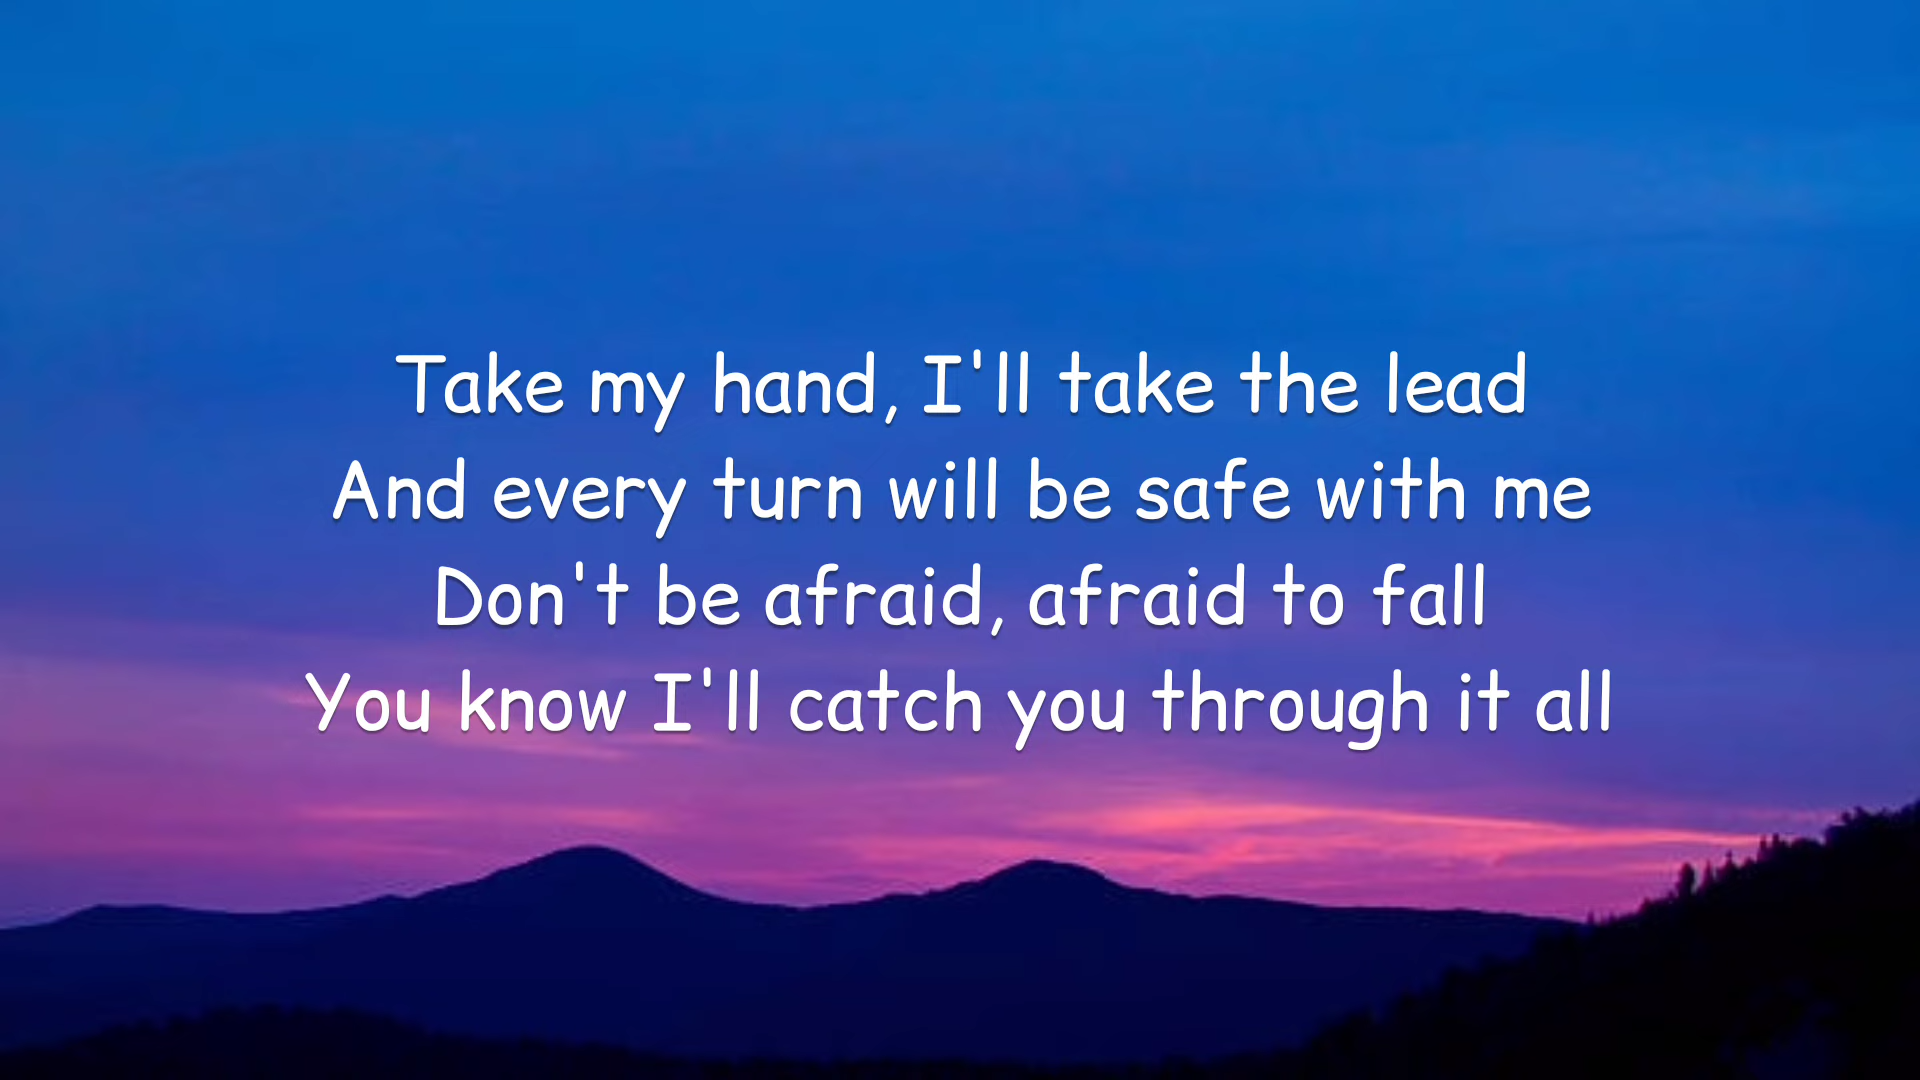 Take my hand, I'll take the lead
And every turn will be safe with me
Don't be afraid, afraid to fall
You know I'll catch you through it all